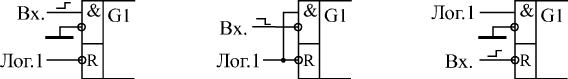 Вх. & G1
Лог.1 R
Вх. & G1
Лог.1 R
Лог.1 & G1
Вх. R